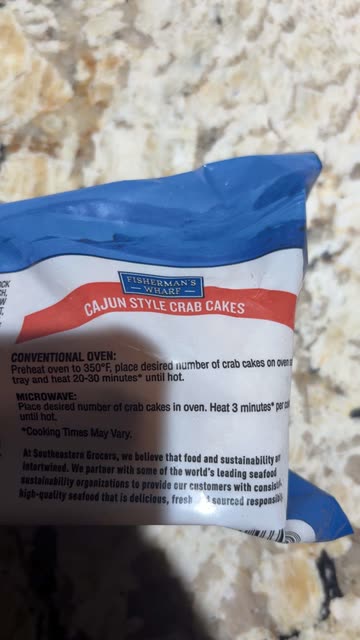 FISHERMAN'S
WHARF
CAJUN STYLE CRAB CAKES
CONVENTIONAL OVEN:
Preheat oven to 350°F, place desired number of crab cakes on oven
tray and heat 20-30 minutes* until hot.
MICROWAVE:
Place desired number of crab cakes in oven. Heat 3 minutes* per
until hot.
*Cooking Times May Vary.
At Southeastern Grocers, we believe that food and sustainability
intertwined. We partner with some of the world's leading seafood
sustainability organizations to provide our customers with
high-quality seafood that is delicious, fresh sourced